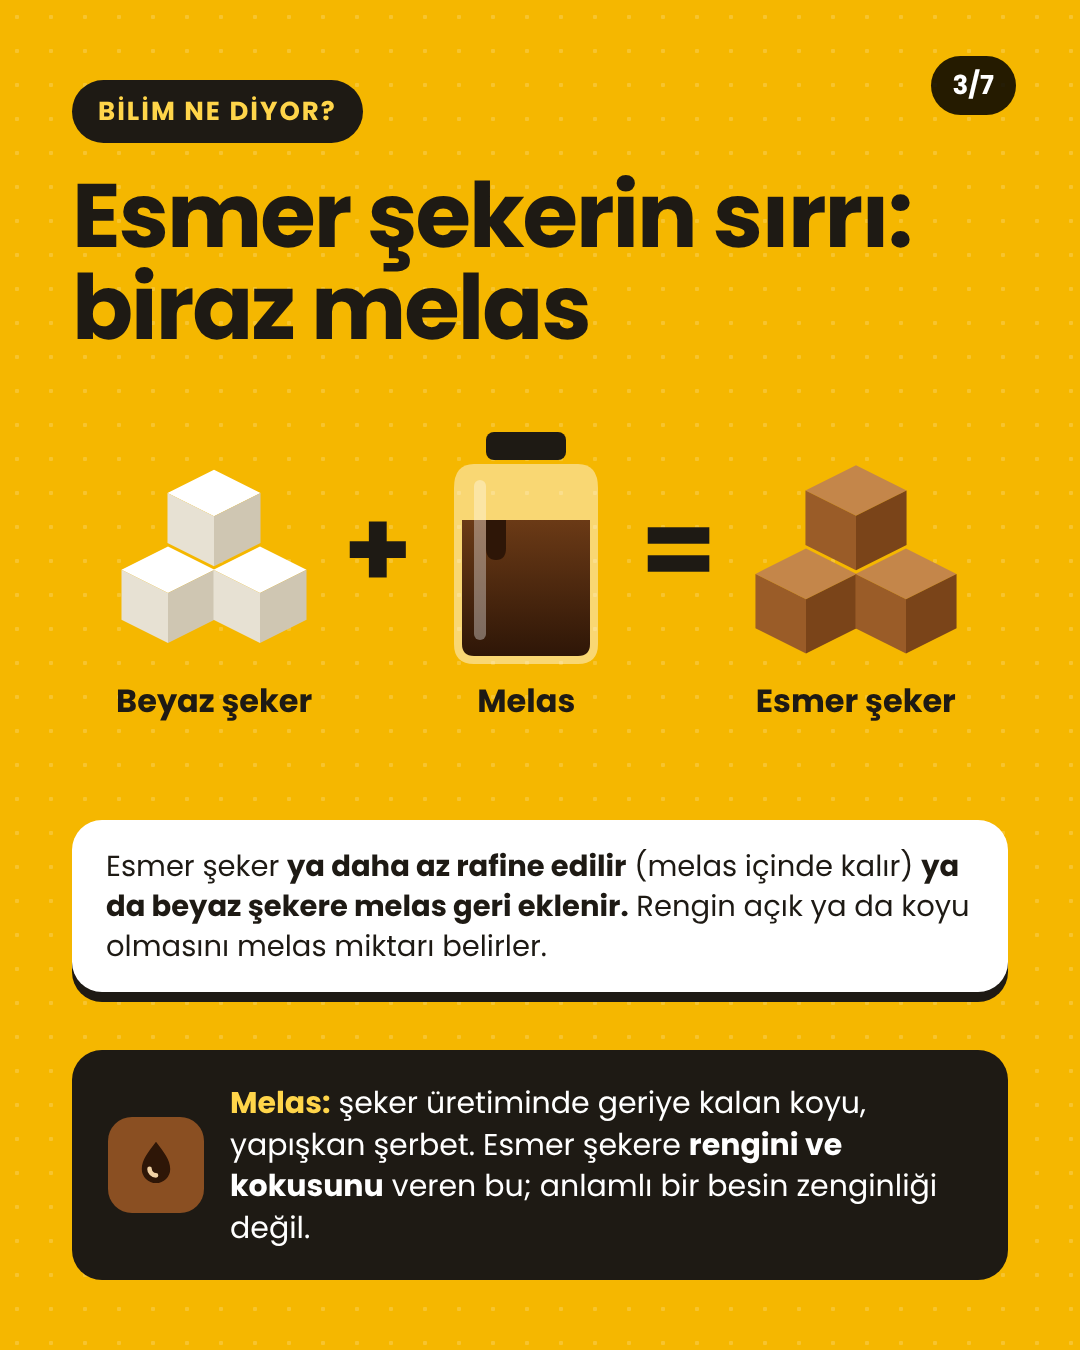 BİLİM NE DİYOR?
3/7
Esmer şekerin sırrı:
biraz melas
Beyaz şeker
+
Melas
=
Esmer şeker
Esmer şeker ya daha az rafine edilir (melas içinde kalır) ya
da beyaz şekere melas geri eklenir. Rengin açık ya da koyu
olmasını melas miktarı belirler.
Melas: şeker üretiminde geriye kalan koyu,
yapışkan şerbet. Esmer şekere rengini ve
kokusunu veren bu; anlamlı bir besin zenginliği
değil.